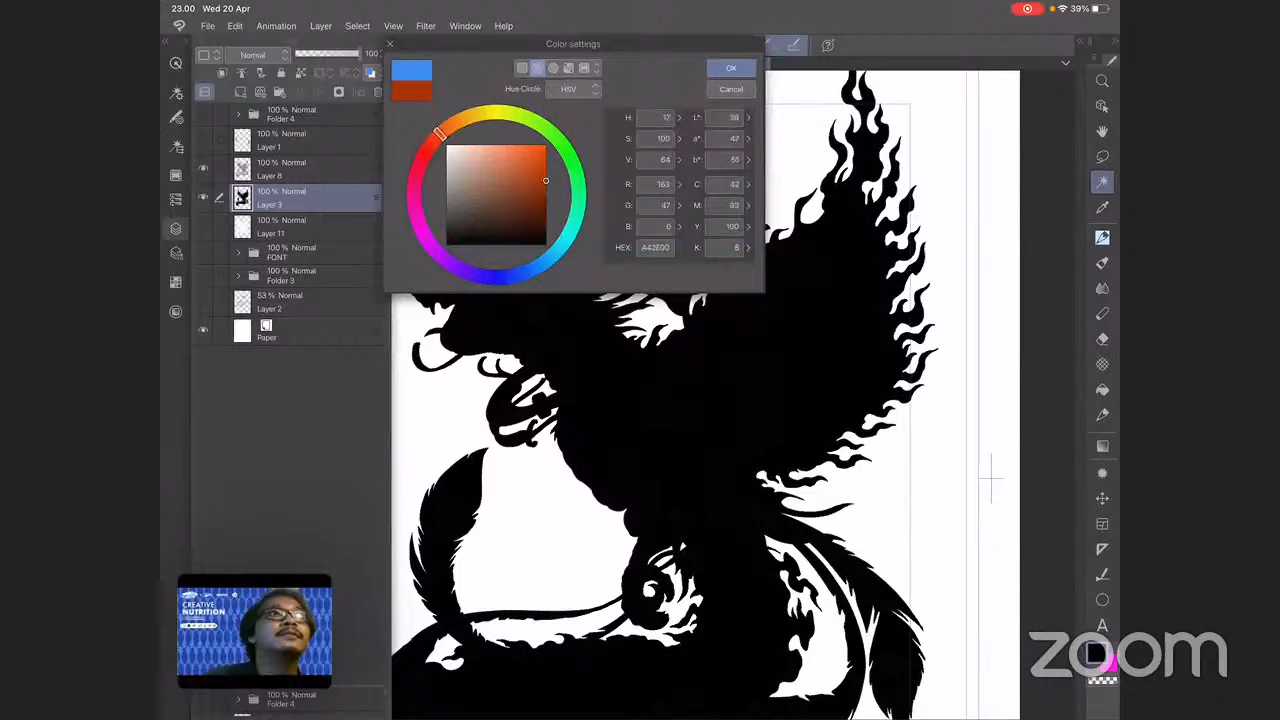 23.00 Wed 20 Apr
39%
File Edit Animation Layer Select View Filter Window Help
Normal 100
Color settings
OK
Hue Circle: HSV Cancel
100 % Normal
Folder 4
100 % Normal
Layer 1
100 % Normal
Layer 8
100 % Normal
Layer 3
100 % Normal
Layer 11
100 % Normal
FONT
100 % Normal
Folder 3
53 % Normal
Layer 2
Paper
H: 17 L*: 38
S: 100 a*: 47
V: 64 b*: 51
R: 163 C: 42
G: 47 M:
B: 0 Y: 100
HEX: A42E00 K: 8
CREATIVE
NUTRITION
100 % Normal
Folder 4
A
zoom